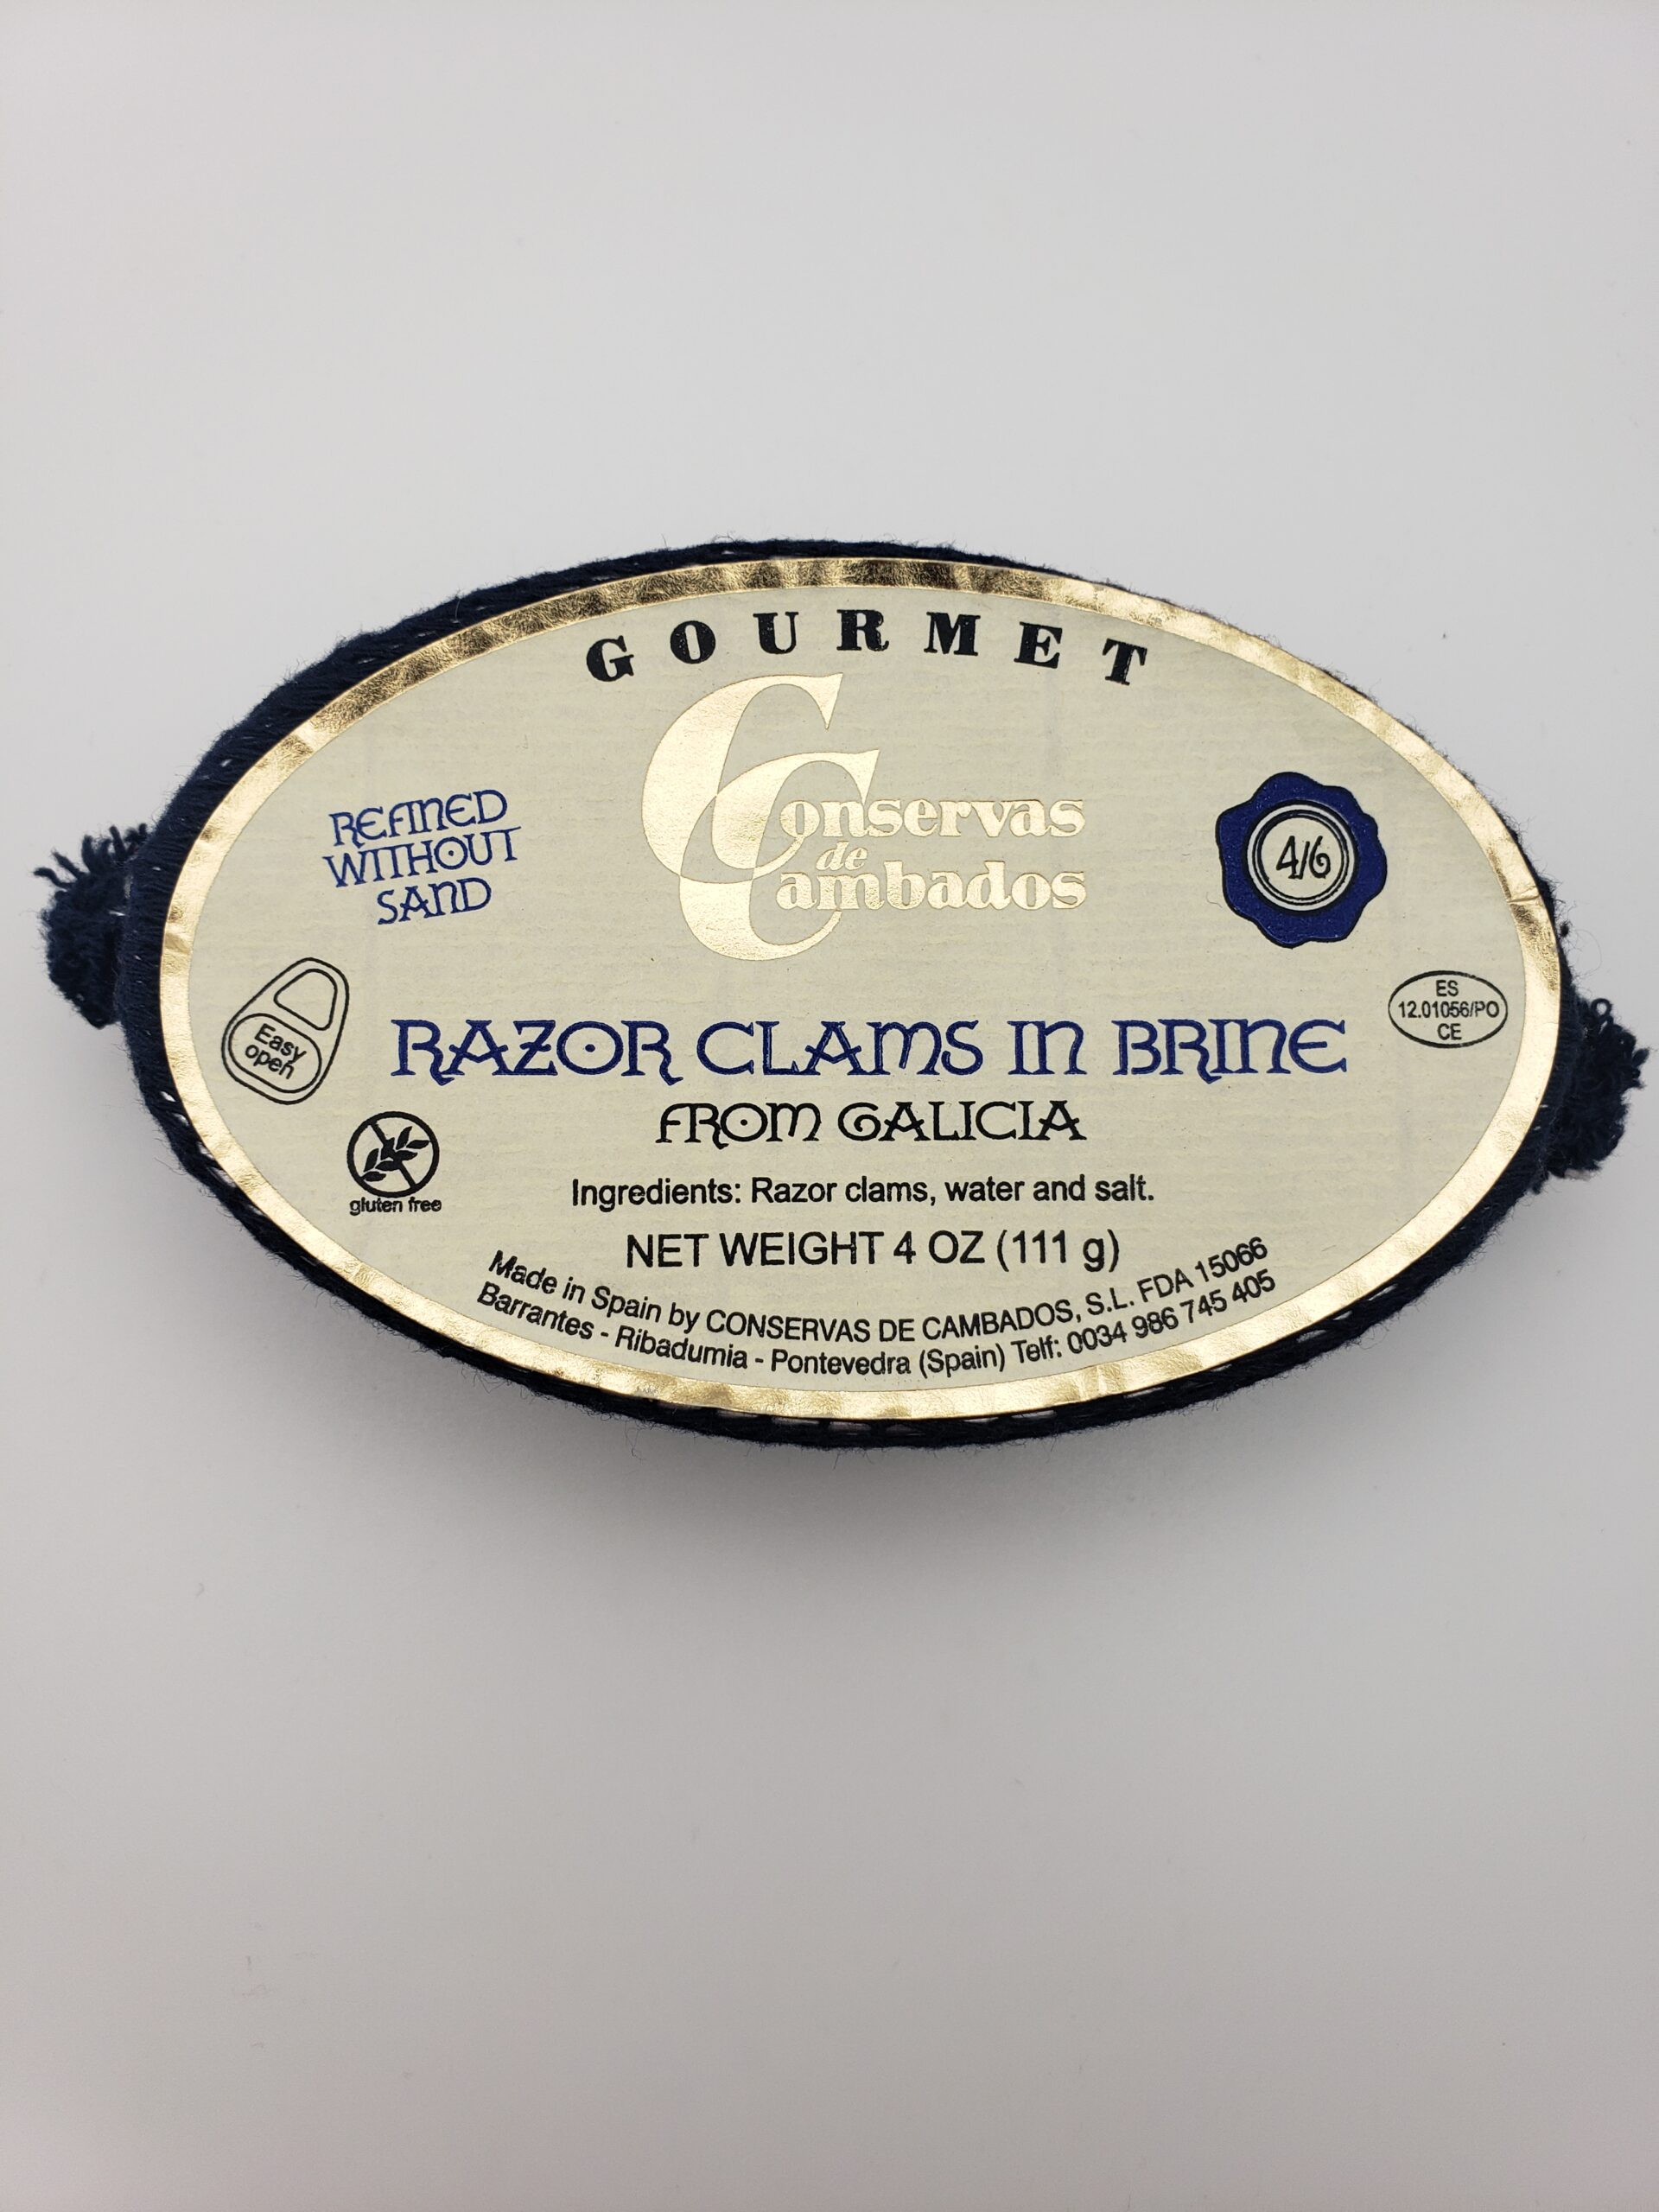 GOURMET
Conservas
de
Cambados
REFINED
WITHOUT
SAND
4/6
Easy
open
ES
12.01056/PO
CE
RAZOR CLAMS IN BRINE
FROM GALICIA
gluten free
Ingredients: Razor clams, water and salt.
NET WEIGHT 4 OZ (111 g)
Made in Spain by CONSERVAS DE CAMBADOS, S.L. FDA 15066
Barrantes - Ribadumia - Pontevedra (Spain) Telf: 0034 986 745 405